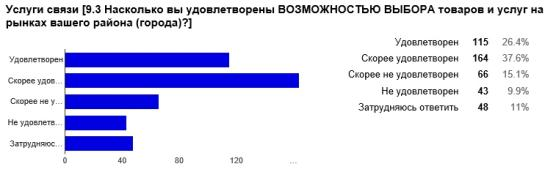 Услуги связи [9.3 Насколько вы удовлетворены ВОЗМОЖНОСТЬЮ ВЫБОРА товаров и услуг на
рынках вашего района (города)?]
Удовлетворен
Скорее удов...
Скорее не у...
Не удовлетв...
Затрудняюс...
0 40 80 120 ...
Удовлетворен 115 26.4%
Скорее удовлетворен 164 37.6%
Скорее не удовлетворен 66 15.1%
Не удовлетворен 43 9.9%
Затрудняюсь ответить 48 11%